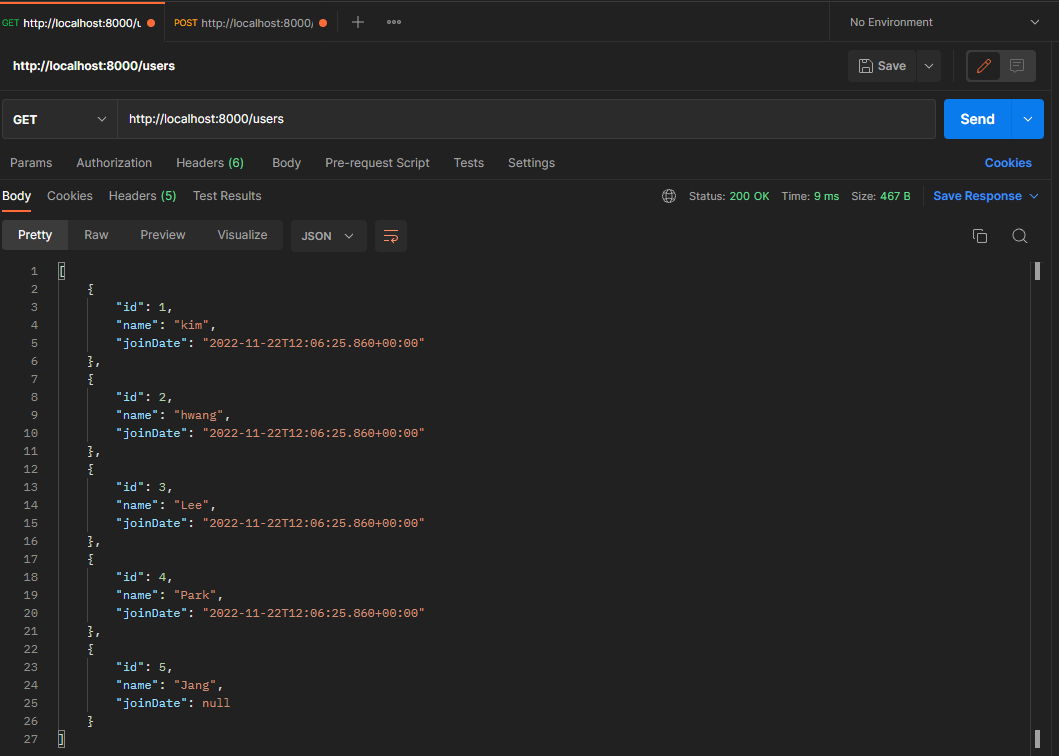 GET http://localhost:8000/u
POST http://localhost:8000/
No Environment
http://localhost:8000/users
Save
GET
http://localhost:8000/users
Send
Params Authorization Headers (6) Body Pre-request Script Tests Settings Cookies
Body Cookies Headers (5) Test Results Status: 200 OK Time: 9 ms Size: 467 B Save Response
Pretty Raw Preview Visualize JSON
1 [
2 {
3 "id": 1,
4 "name": "kim",
5 "joinDate": "2022-11-22T12:06:25.860+00:00"
6 },
7 {
8 "id": 2,
9 "name": "hwang",
10 "joinDate": "2022-11-22T12:06:25.860+00:00"
11 },
12 {
13 "id": 3,
14 "name": "Lee",
15 "joinDate": "2022-11-22T12:06:25.860+00:00"
16 },
17 {
18 "id": 4,
19 "name": "Park",
20 "joinDate": "2022-11-22T12:06:25.860+00:00"
21 },
22 {
23 "id": 5,
24 "name": "Jang",
25 "joinDate": null
26 }
27 ]